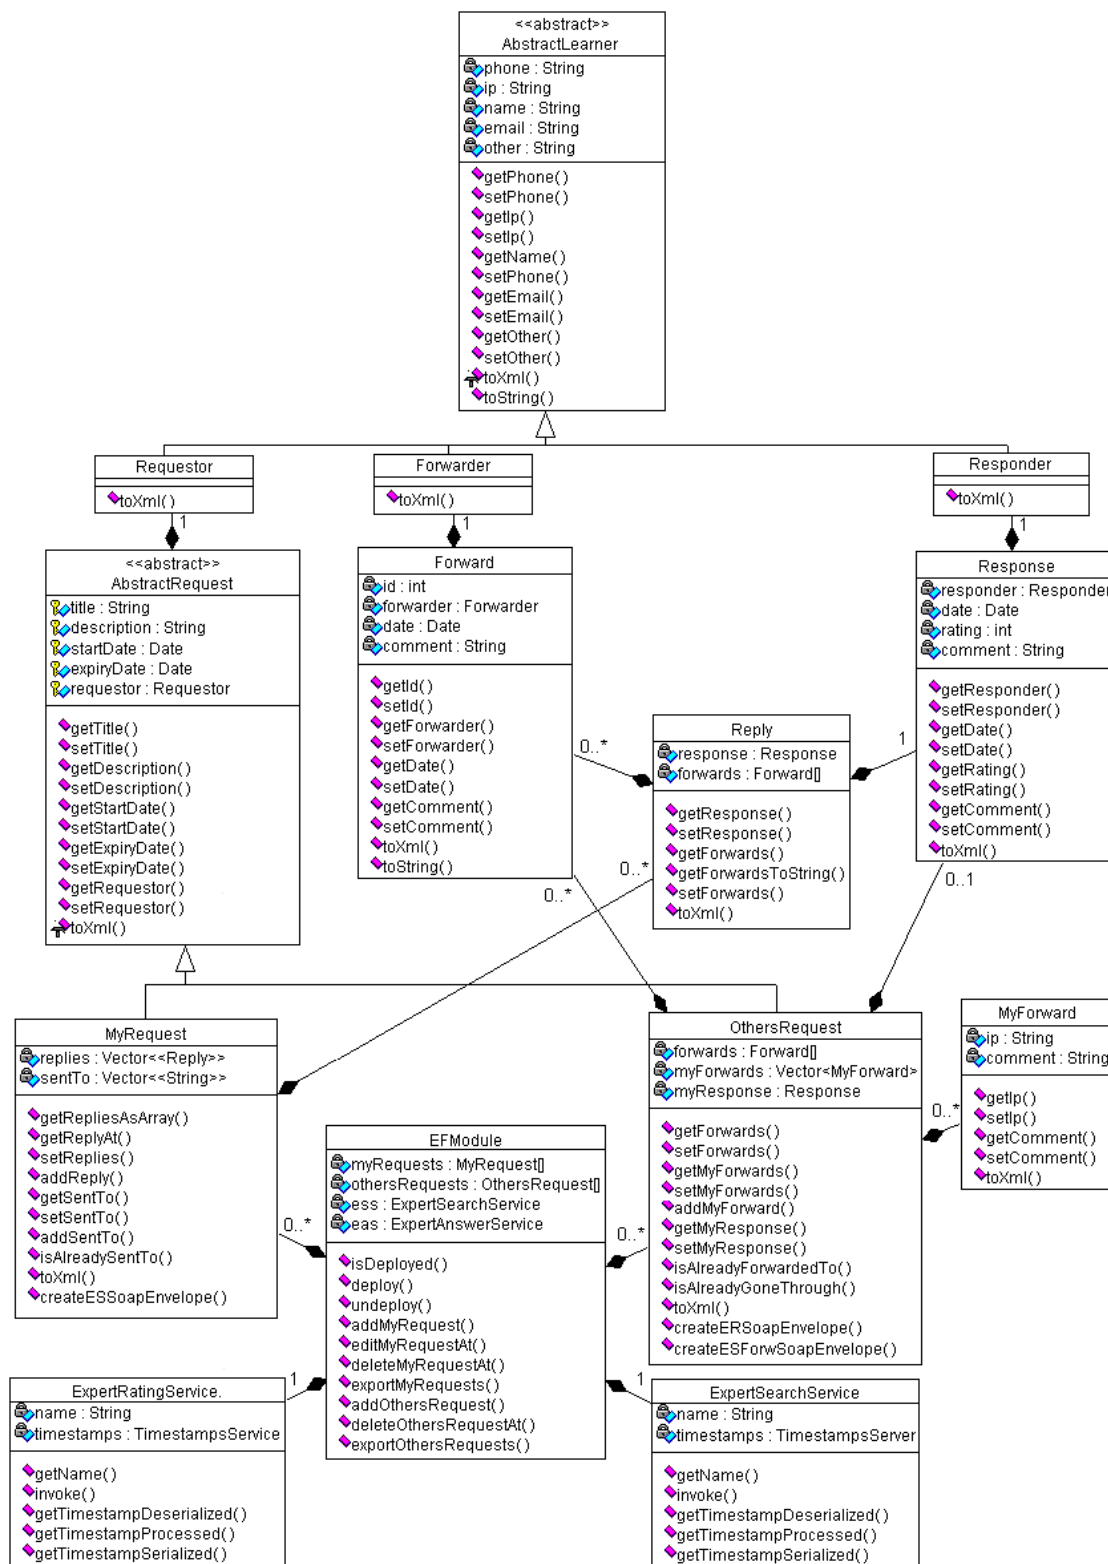 <<abstract>>
AbstractLearner
phone : String
ip : String
name : String
email : String
other : String
getPhone()
setPhone()
getIp()
setIp()
getName()
setPhone()
getEmail()
setEmail()
getOther()
setOther()
toXml()
toString()
Requestor
toXml()
1
Forwarder
toXml()
1
Responder
toXml()
1
<<abstract>>
AbstractRequest
title : String
description : String
startDate : Date
expiryDate : Date
requestor : Requestor
getTitle()
setTitle()
getDescription()
setDescription()
getStartDate()
setStartDate()
getExpiryDate()
setExpiryDate()
getRequestor()
setRequestor()
toXml()
Forward
id : int
forwarder : Forwarder
date : Date
comment : String
getId()
setId()
getForwarder()
setForwarder()
getDate()
setDate()
getComment()
setComment()
toXml()
toString()
0..*
0..*
0..*
Reply
response : Response
forwards : Forward[]
getResponse()
setResponse()
getForwards()
getForwardsToString()
setForwards()
toXml()
1
Response
responder : Responder
date : Date
rating : int
comment : String
getResponder()
setResponder()
getDate()
setDate()
getRating()
setRating()
getComment()
setComment()
toXml()
0..1
MyRequest
replies : Vector<<Reply>>
sentTo : Vector<<String>>
getRepliesAsArray()
getReplyAt()
setReplies()
addReply()
getSentTo()
setSentTo()
addSentTo()
isAlreadySentTo()
toXml()
createESSoapEnvelope()
0..*
EFModule
myRequests : MyRequest[]
othersRequests : OthersRequest[]
ess : ExpertSearchService
eas : ExpertAnswerService
isDeployed()
deploy()
undeploy()
addMyRequest()
editMyRequestAt()
deleteMyRequestAt()
exportMyRequests()
addOthersRequest()
deleteOthersRequestAt()
exportOthersRequests()
0..*
OthersRequest
forwards : Forward[]
myForwards : Vector<MyForward>
myResponse : Response
getForwards()
setForwards()
getMyForwards()
setMyForwards()
addMyForward()
getMyResponse()
setMyResponse()
isAlreadyForwardedTo()
isAlreadyGoneThrough()
toXml()
createERSoapEnvelope()
createESForwSoapEnvelope()
0..*
MyForward
ip : String
comment : String
getIp()
setIp()
getComment()
setComment()
toXml()
ExpertRatingService.
name : String
timestamps : TimestampsService
getName()
invoke()
getTimestampDeserialized()
getTimestampProcessed()
getTimestampSerialized()
1
1
ExpertSearchService
name : String
timestamps : TimestampsServer
getName()
invoke()
getTimestampDeserialized()
getTimestampProcessed()
getTimestampSerialized()